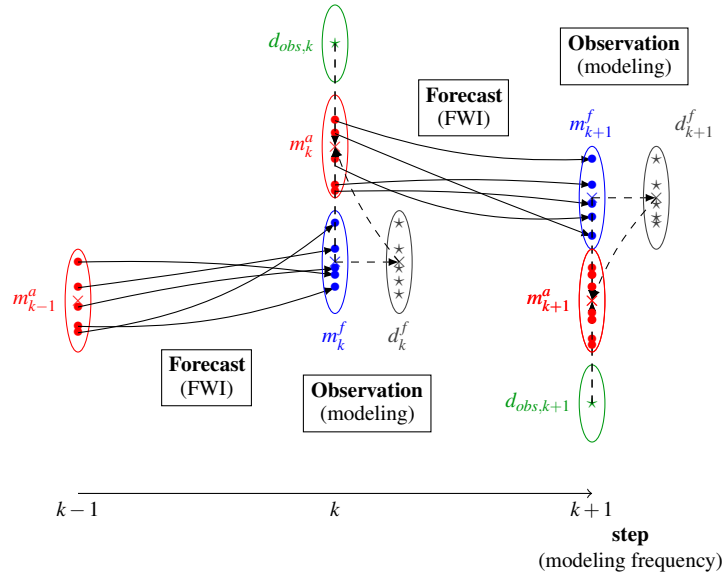 d_{obs,k}
Observation
(modeling)
Forecast
(FWI)
m^f_{k+1}
d^f_{k+1}
m^a_k
m^a_{k-1}
m^a_{k+1}
m^f_k
d^f_k
Forecast
(FWI)
Observation
(modeling)
d_{obs,k+1}
k − 1
k
k + 1
step
(modeling frequency)